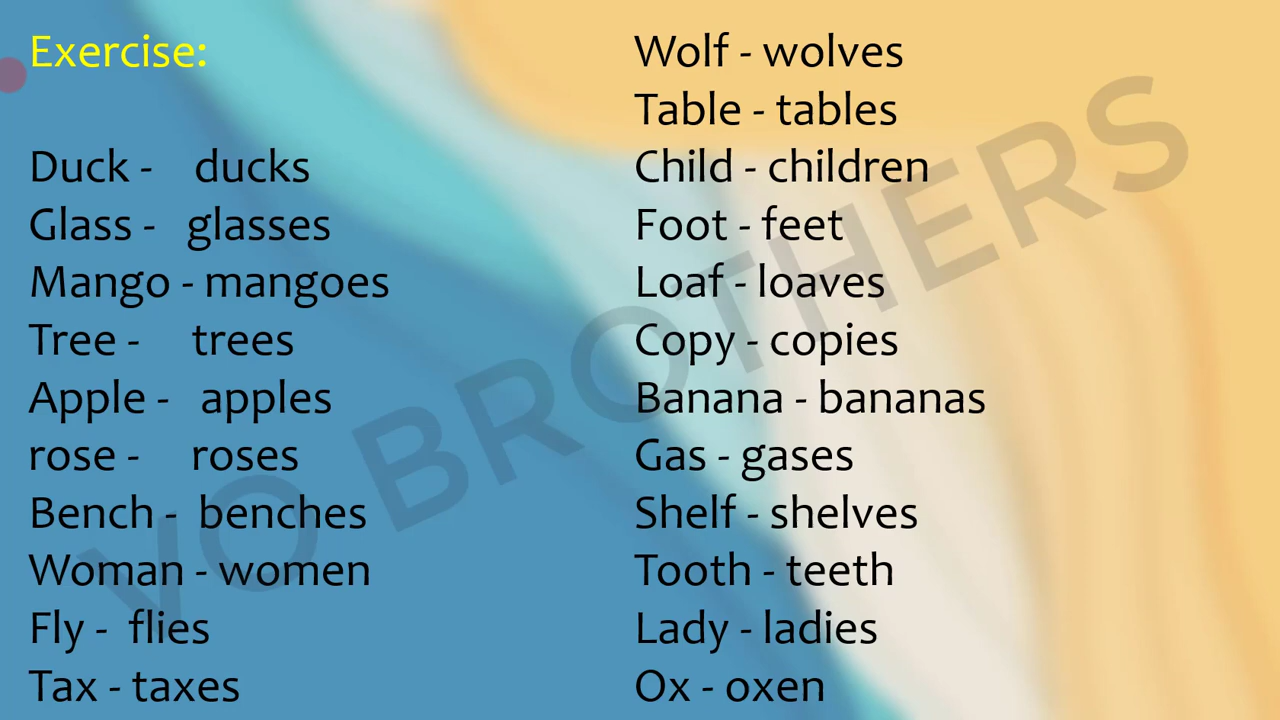 Exercise:
Duck - ducks
Glass - glasses
Mango - mangoes
Tree - trees
Apple - apples
rose - roses
Bench - benches
Woman - women
Fly - flies
Tax - taxes
Wolf - wolves
Table - tables
Child - children
Foot - feet
Loaf - loaves
Copy - copies
Banana - bananas
Gas - gases
Shelf - shelves
Tooth - teeth
Lady - ladies
Ox - oxen
VO BROTHERS